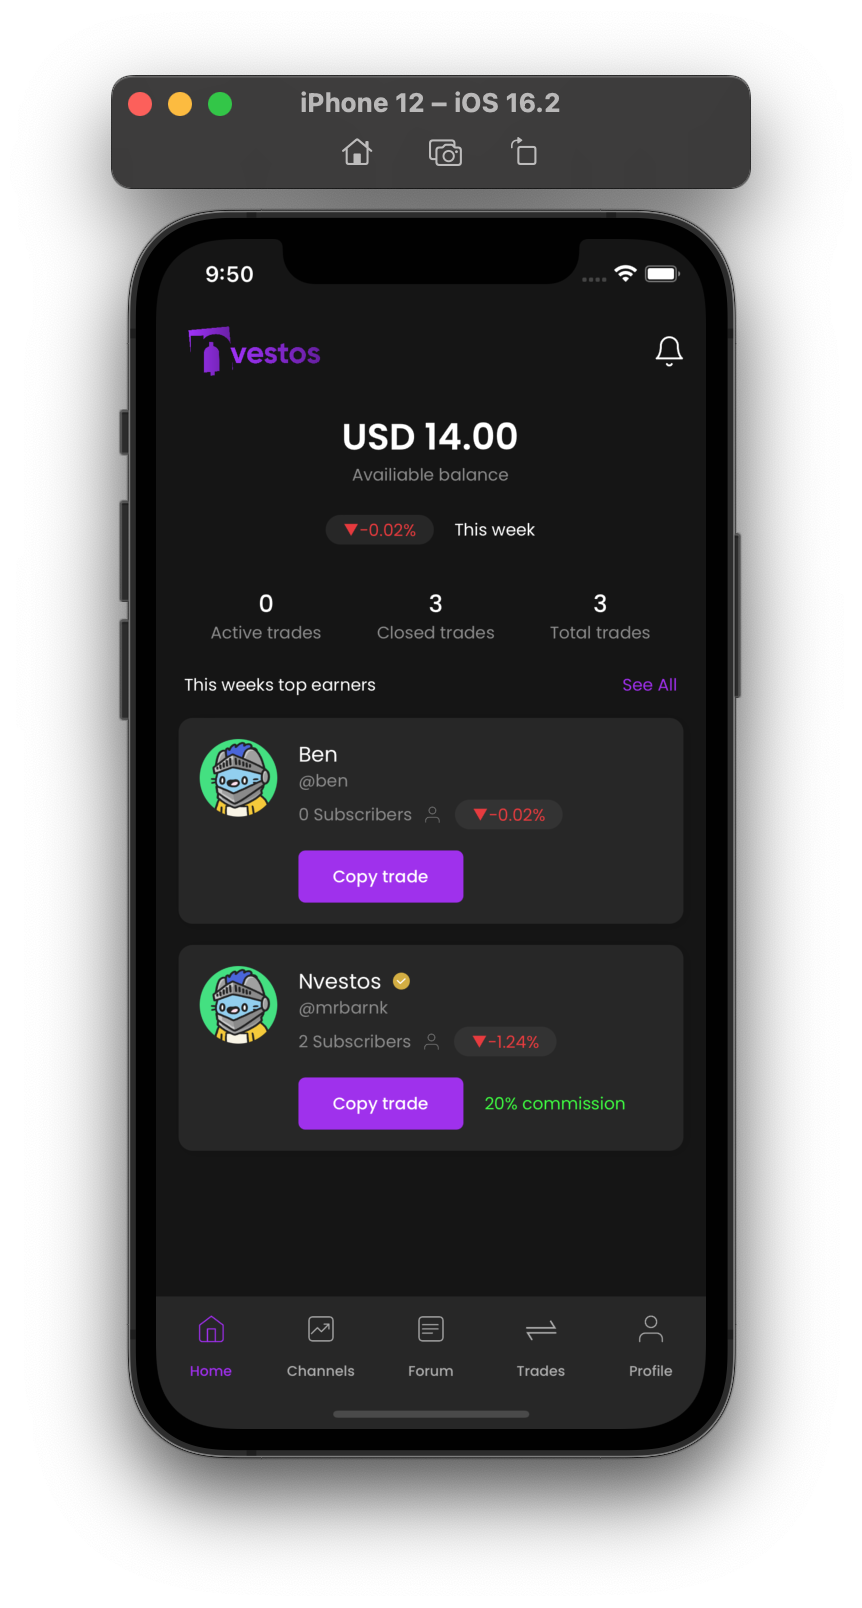 iPhone 12 – iOS 16.2
9:50
vestos
USD 14.00
Availiable balance
▼-0.02% This week
0 3 3
Active trades Closed trades Total trades
This weeks top earners See All
Ben
@ben
0 Subscribers ▼-0.02%
Copy trade
Nvestos
@mrbarnk
2 Subscribers ▼-1.24%
Copy trade 20% commission
Home Channels Forum Trades Profile